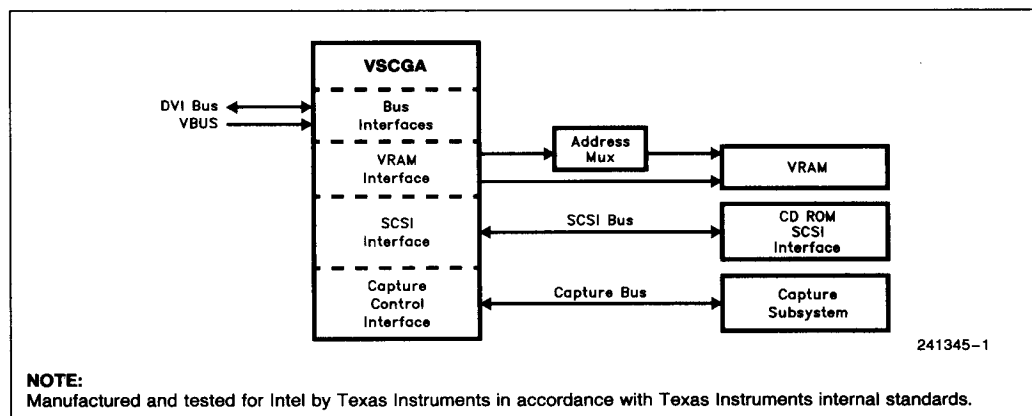 VSCGA
DVI Bus
VBUS
Bus
Interfaces
VRAM
Interface
Address
Mux
VRAM
SCSI
Interface
SCSI Bus
CD ROM
SCSI
Interface
Capture
Control
Interface
Capture Bus
Capture
Subsystem
241345-1
NOTE:
Manufactured and tested for Intel by Texas Instruments in accordance with Texas Instruments internal standards.